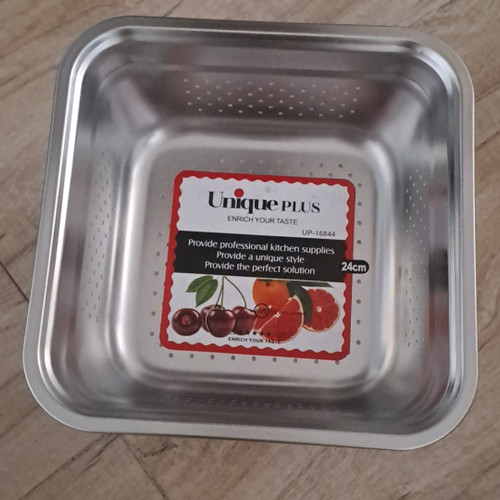 Unique PLUS
ENRICH YOUR TASTE
UP-16844
Provide professional kitchen supplies
Provide a unique style
Provide the perfect solution
24cm
ENRICH YOUR TASTE